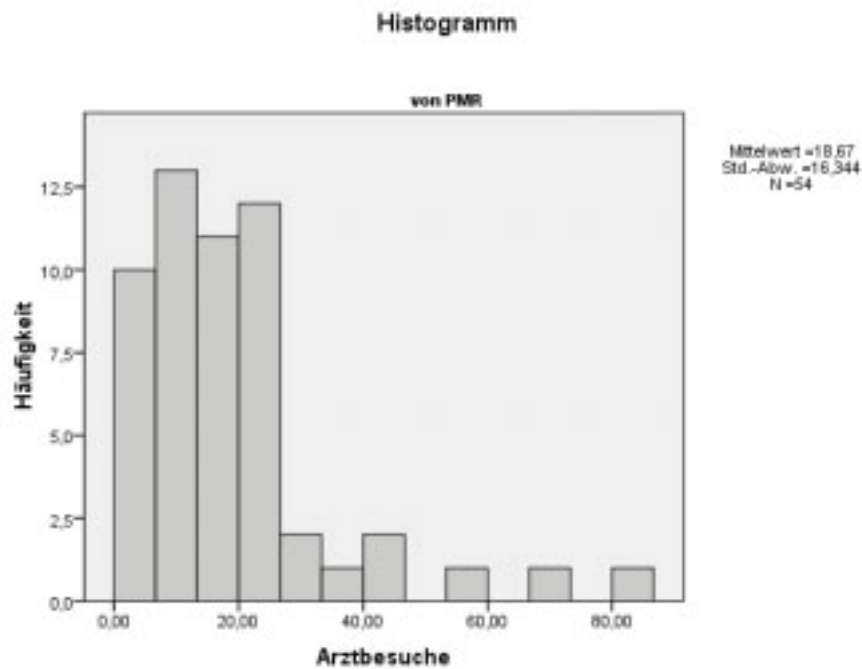 Histogramm
von PMR
Mittelwert =18,67
Std.-Abw. =16,344
N =54
Häufigkeit
12,5
10,0
7,5
5,0
2,5
0,0
0,00 20,00 40,00 60,00 80,00
Arztbesuche